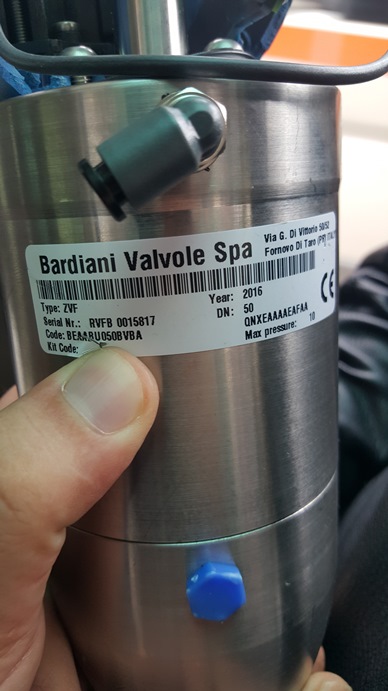 Bardiani Valvole Spa
Via G. Di Vittorio 50/52
Fornovo Di Taro (PR)
CE
Type: ZVF
Year: 2016
Serial Nr.: RVFB 0015817
DN: 50
Code: BEAARU050BVBA
QNXEAAAAEAFAA
Kit Code:
Max pressure: 10